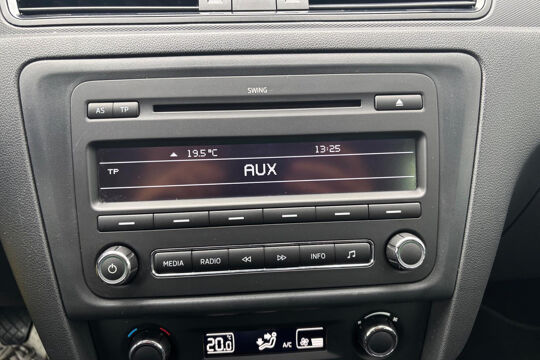 SWING
AS TP
19.5°C 13:25
TP AUX
MEDIA RADIO INFO
20.0 A/C